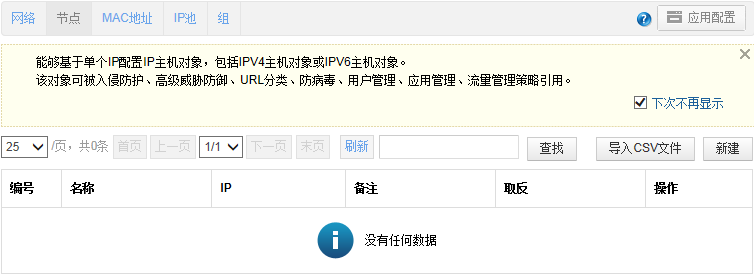 网络 节点 MAC地址 IP池 组 ? 应用配置
能够基于单个IP配置IP主机对象，包括IPV4主机对象或IPV6主机对象。
该对象可被入侵防护、高级威胁防御、URL分类、防病毒、用户管理、应用管理、流量管理策略引用。
下次不再显示
25 /页，共0条 首页 上一页 1/1 下一页 末页 刷新 查找 导入CSV文件 新建
编号 名称 IP 备注 取反 操作
没有任何数据